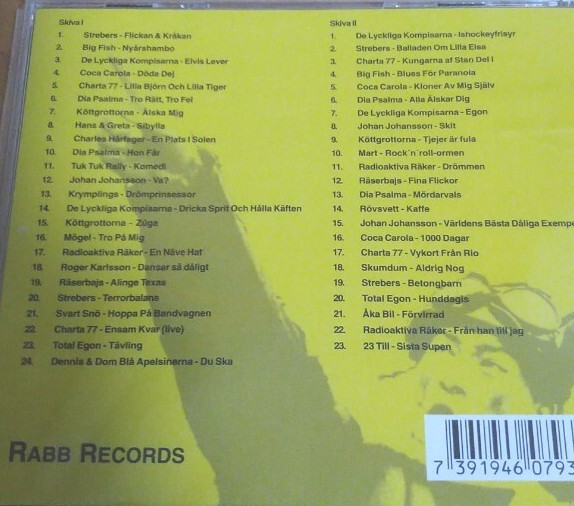 Skiva I
1. Strebers - Flickan & Kråkan
2. Big Fish - Nyårshambo
3. De Lyckliga Kompisarna - Elvis Lever
4. Coca Carola - Döda Dej
5. Charta 77 - Lilla Björn Och Lilla Tiger
6. Dia Psalma - Tro Rätt, Tro Fel
7. Köttgrottorna - Älska Mig
8. Hans & Greta - Sibylla
9. Charles Hårfager - En Plats I Solen
10. Dia Psalma - Hon Får
11. Tuk Tuk Rally - Komedi
12. Johan Johansson - Va?
13. Krymplings - Drömprinsessor
14. De Lyckliga Kompisarna - Dricka Sprit Och Hålla Käften
15. Köttgrottorna - Züga
16. Mögel - Tro På Mig
17. Radioaktiva Räker - En Näve Hat
18. Roger Karlsson - Dansar så dåligt
19. Räserbajs - Alinge Texas
20. Strebers - Terrorbalans
21. Svart Snö - Hoppa På Bandvagnen
22. Charta 77 - Ensam Kvar (live)
23. Total Egon - Tävling
24. Dennis & Dom Blå Apelsinerna - Du Ska
Skiva II
1. De Lyckliga Kompisarna - Ishockeyfrisyr
2. Strebers - Balladen Om Lilla Elsa
3. Charta 77 - Kungarna af Stan Del I
4. Big Fish - Blues För Paranoia
5. Coca Carola - Kloner Av Mig Själv
6. Dia Psalma - Alla Älskar Dig
7. De Lyckliga Kompisarna - Egon
8. Johan Johansson - Skit
9. Köttgrottorna - Tjejer är fula
10. Mart - Rock´n´roll-ormen
11. Radioaktiva Räker - Drömmen
12. Räserbajs - Fina Flickor
13. Dia Psalma - Mördarvals
14. Rövsvett - Kaffe
15. Johan Johansson - Världens Bästa Dåliga Exempe
16. Coca Carola - 1000 Dagar
17. Charta 77 - Vykort Från Rio
18. Skumdum - Aldrig Nog
19. Strebers - Betongbarn
20. Total Egon - Hunddagis
21. Åka Bil - Förvirrad
22. Radioaktiva Räker - Från han till jag
23. 23 Till - Sista Supen
RABB RECORDS
7 391946 0793